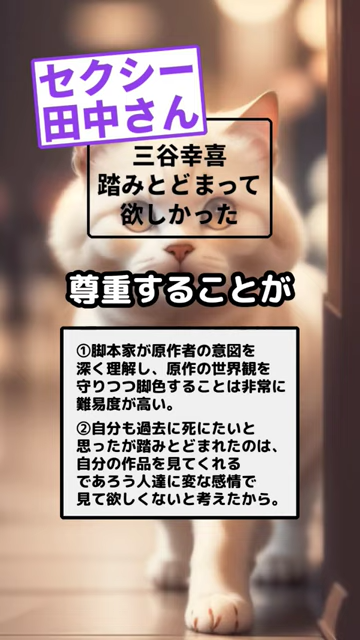 セクシー
田中さん
三谷幸喜
踏みとどまって
欲しかった
尊重することが
①脚本家が原作者の意図を
深く理解し、原作の世界観を
守りつつ脚色することは非常に
難易度が高い。
②自分も過去に死にたいと
思ったが踏みとどまれたのは、
自分の作品を見てくれる
であろう人達に変な感情で
見て欲しくないと考えたから。